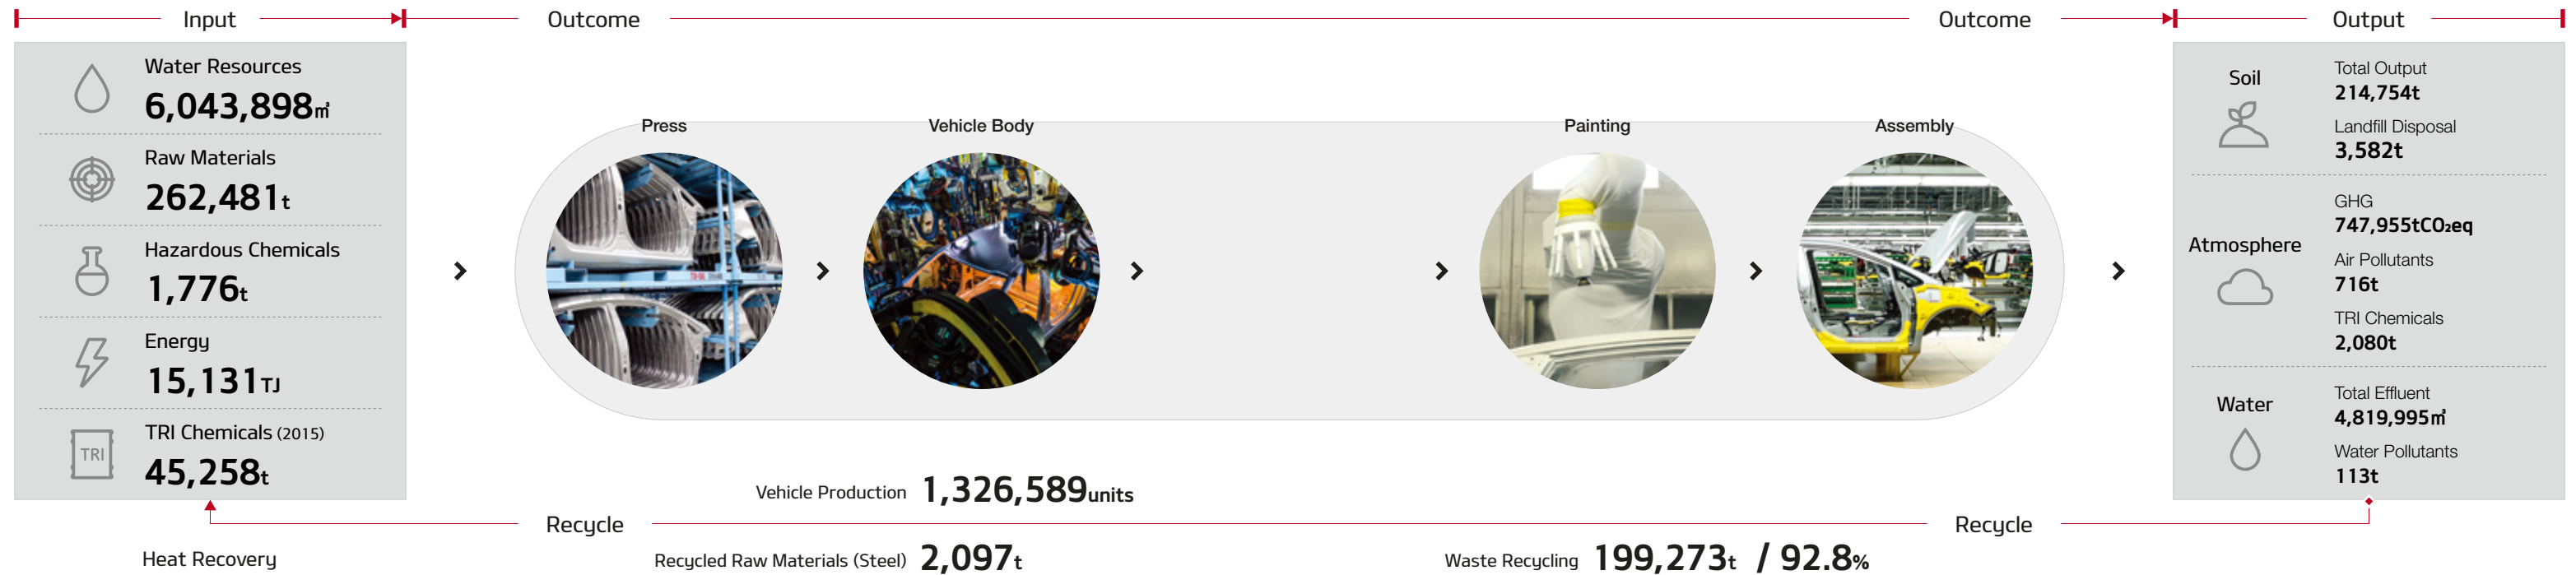 Input
Outcome
Outcome
Output
Water Resources
6,043,898㎥
Raw Materials
262,481t
Hazardous Chemicals
1,776t
Energy
15,131TJ
TRI
TRI Chemicals (2015)
45,258t
Press
Vehicle Body
Painting
Assembly
Soil
Total Output
214,754t
Landfill Disposal
3,582t
Atmosphere
GHG
747,955tCO₂eq
Air Pollutants
716t
TRI Chemicals
2,080t
Water
Total Effluent
4,819,995㎥
Water Pollutants
113t
Vehicle Production 1,326,589units
Recycle
Recycle
Heat Recovery
Recycled Raw Materials (Steel) 2,097t
Waste Recycling 199,273t / 92.8%